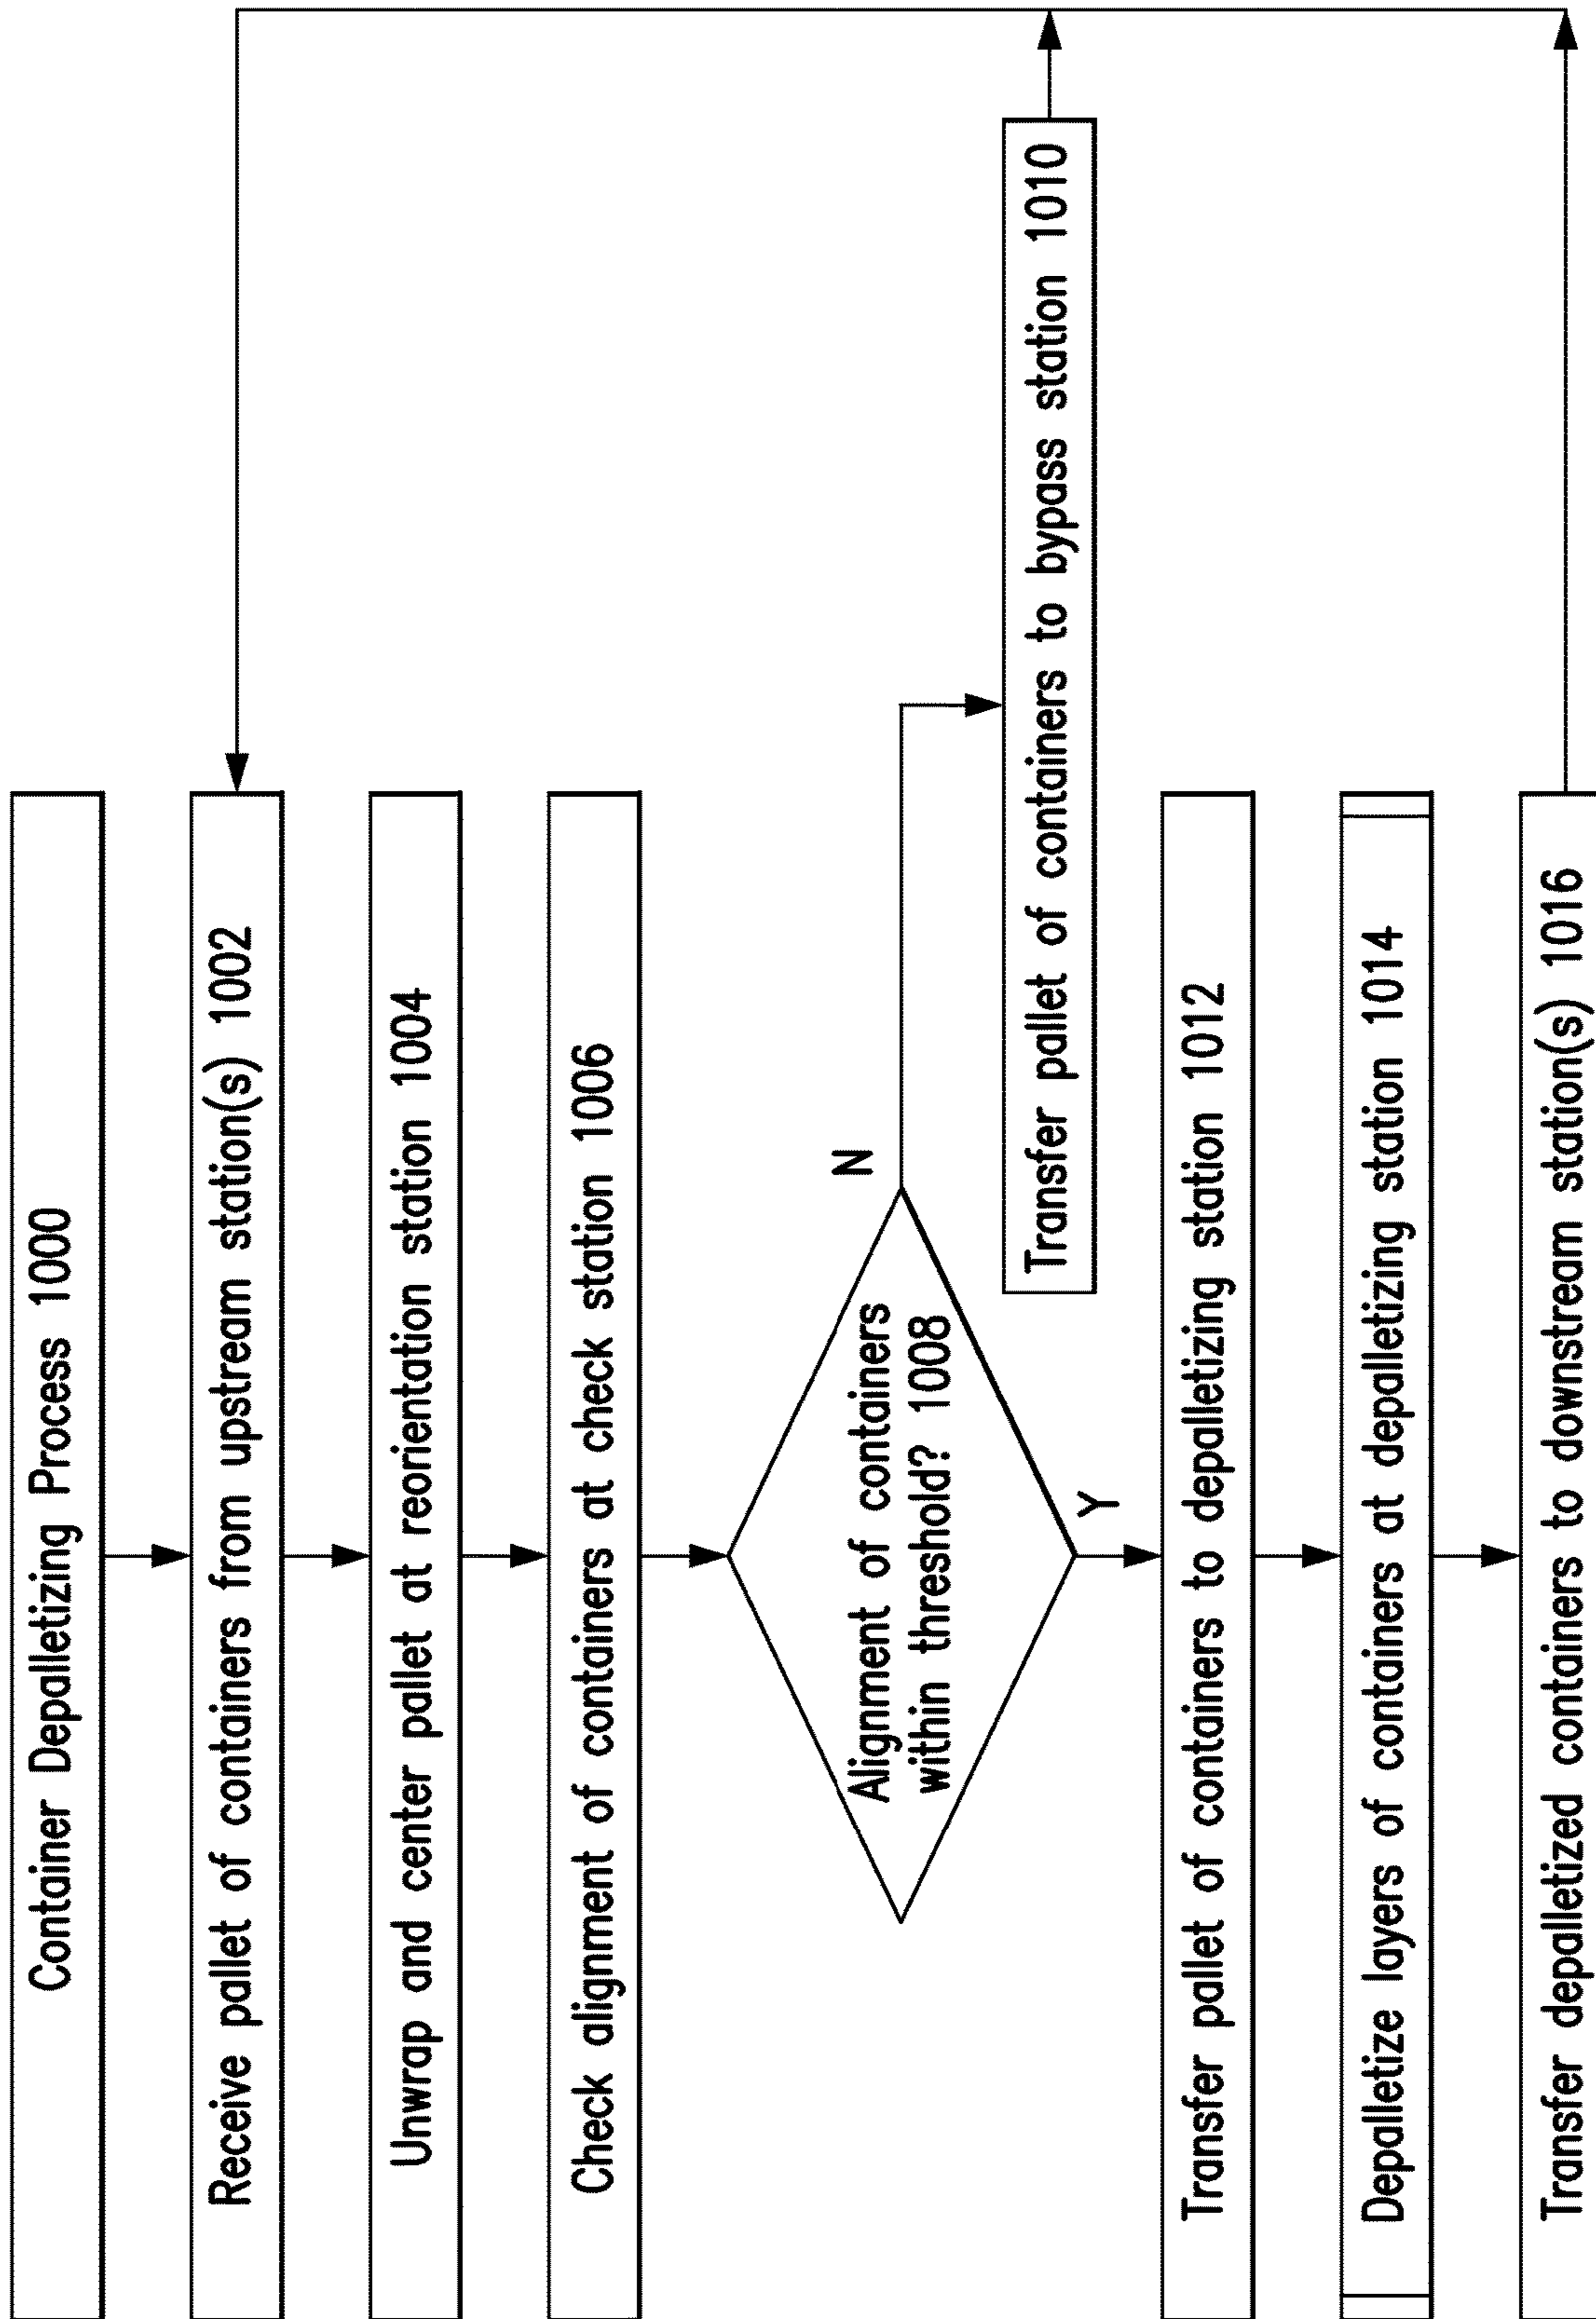 Container Depalletizing Process 1000
Receive pallet of containers from upstream station(s) 1002
Unwrap and center pallet at reorientation station 1004
Check alignment of containers at check station 1006
Alignment of containers
within threshold? 1008
N
Y
Transfer pallet of containers to bypass station 1010
Transfer pallet of containers to depalletizing station 1012
Depalletize layers of containers at depalletizing station 1014
Transfer depalletized containers to downstream station(s) 1016